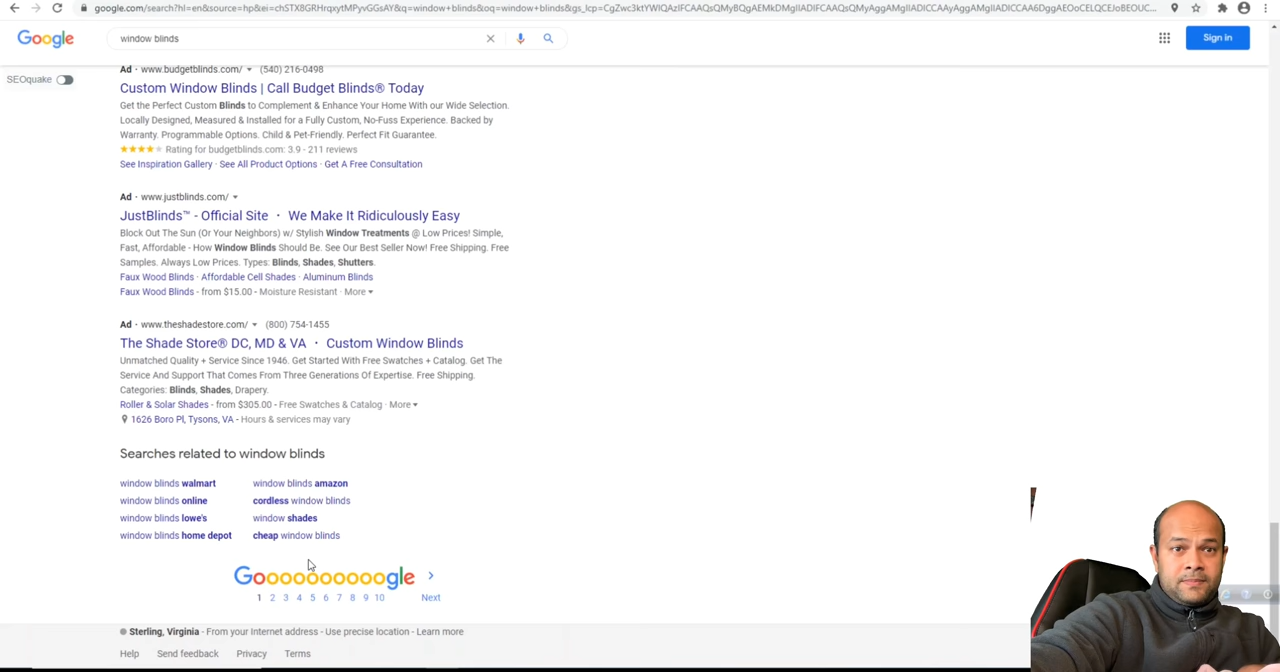 google.com/search?hl=en&source=hp&ei=chSTX8GRHrqxytMPyvGGsAY&q=window+blinds&oq=window+blinds&gs_lcp=
Google
window blinds
Sign in
SEOquake
Ad · www.budgetblinds.com/ (540) 216-0498
Custom Window Blinds | Call Budget Blinds® Today
Get the Perfect Custom Blinds to Complement & Enhance Your Home With our Wide Selection.
Locally Designed, Measured & Installed for a Fully Custom, No-Fuss Experience. Backed by
Warranty. Programmable Options. Child & Pet-Friendly. Perfect Fit Guarantee.
Rating for budgetblinds.com: 3.9 - 211 reviews
See Inspiration Gallery · See All Product Options · Get A Free Consultation
Ad · www.justblinds.com/
JustBlinds™ - Official Site · We Make It Ridiculously Easy
Block Out The Sun (Or Your Neighbors) w/ Stylish Window Treatments @ Low Prices! Simple,
Fast, Affordable - How Window Blinds Should Be. See Our Best Seller Now! Free Shipping. Free
Samples. Always Low Prices. Types: Blinds, Shades, Shutters.
Faux Wood Blinds · Affordable Cell Shades · Aluminum Blinds
Faux Wood Blinds - from $15.00 - Moisture Resistant · More
Ad · www.theshadestore.com/ (800) 754-1455
The Shade Store® DC, MD & VA · Custom Window Blinds
Unmatched Quality + Service Since 1946. Get Started With Free Swatches + Catalog. Get The
Service And Support That Comes From Three Generations Of Expertise. Free Shipping.
Categories: Blinds, Shades, Drapery.
Roller & Solar Shades - from $305.00 - Free Swatches & Catalog · More
1626 Boro Pl, Tysons, VA - Hours & services may vary
Searches related to window blinds
window blinds walmart window blinds amazon
window blinds online cordless window blinds
window blinds lowe's window shades
window blinds home depot cheap window blinds
Goooooooooogle
1 2 3 4 5 6 7 8 9 10 Next
Sterling, Virginia - From your Internet address - Use precise location - Learn more
Help Send feedback Privacy Terms